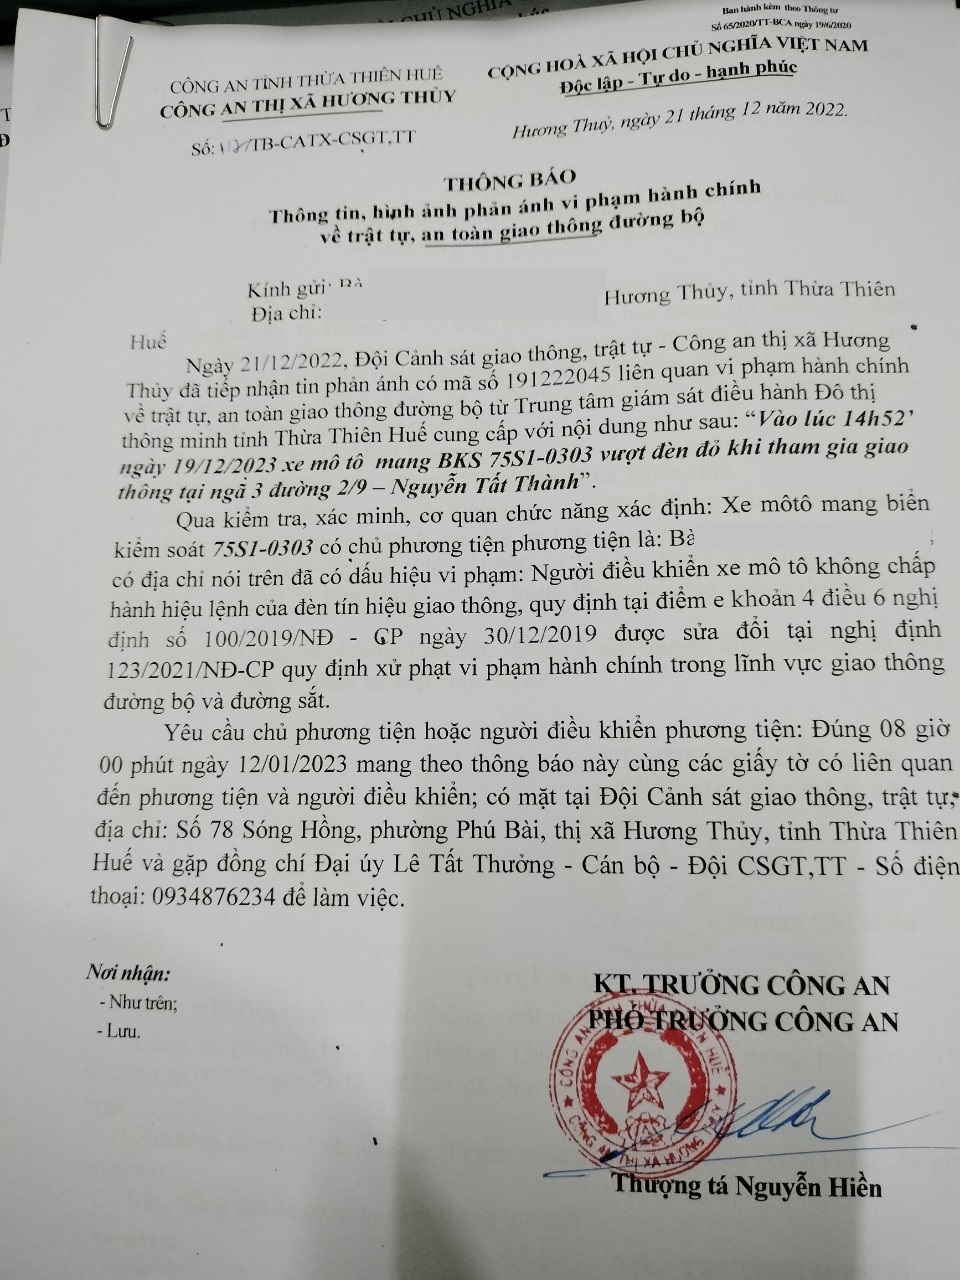 Ban hành kèm theo Thông tư
Số 65/2020/TT-BCA ngày 19/6/2020
CÔNG AN TỈNH THỪA THIÊN HUẾ
CÔNG AN THỊ XÃ HƯƠNG THỦY
CỘNG HOÀ XÃ HỘI CHỦ NGHĨA VIỆT NAM
Độc lập - Tự do - hạnh phúc
Số: /TB-CATX-CSGT,TT
Hương Thuỷ, ngày 21 tháng 12 năm 2022.
THÔNG BÁO
Thông tin, hình ảnh phản ánh vi phạm hành chính
về trật tự, an toàn giao thông đường bộ
Kính gửi: Bà
Địa chỉ: Hương Thủy, tỉnh Thừa Thiên
Huế
Ngày 21/12/2022, Đội Cảnh sát giao thông, trật tự - Công an thị xã Hương
Thủy đã tiếp nhận tin phản ánh có mã số 191222045 liên quan vi phạm hành chính
về trật tự, an toàn giao thông đường bộ từ Trung tâm giám sát điều hành Đô thị
thông minh tỉnh Thừa Thiên Huế cung cấp với nội dung như sau: “Vào lúc 14h52’
ngày 19/12/2023 xe mô tô mang BKS 75S1-0303 vượt đèn đỏ khi tham gia giao
thông tại ngã 3 đường 2/9 – Nguyễn Tất Thành”.
Qua kiểm tra, xác minh, cơ quan chức năng xác định: Xe môtô mang biển
kiểm soát 75S1-0303 có chủ phương tiện phương tiện là: Bà ;
có địa chỉ nói trên đã có dấu hiệu vi phạm: Người điều khiển xe mô tô không chấp
hành hiệu lệnh của đèn tín hiệu giao thông, quy định tại điểm e khoản 4 điều 6 nghị
định số 100/2019/NĐ - CP ngày 30/12/2019 được sửa đổi tại nghị định
123/2021/NĐ-CP quy định xử phạt vi phạm hành chính trong lĩnh vực giao thông
đường bộ và đường sắt.
Yêu cầu chủ phương tiện hoặc người điều khiển phương tiện: Đúng 08 giờ
00 phút ngày 12/01/2023 mang theo thông báo này cùng các giấy tờ có liên quan
đến phương tiện và người điều khiển; có mặt tại Đội Cảnh sát giao thông, trật tự,
địa chỉ: Số 78 Sóng Hồng, phường Phú Bài, thị xã Hương Thủy, tỉnh Thừa Thiên
Huế và gặp đồng chí Đại úy Lê Tất Thưởng - Cán bộ - Đội CSGT,TT - Số điện
thoại: 0934876234 để làm việc.
Nơi nhận:
- Như trên;
- Lưu.
KT. TRƯỞNG CÔNG AN
PHÓ TRƯỞNG CÔNG AN
CÔNG AN TỈNH THỪA THIÊN HUẾ
CÔNG AN THỊ XÃ HƯƠNG THỦY
Thượng tá Nguyễn Hiền